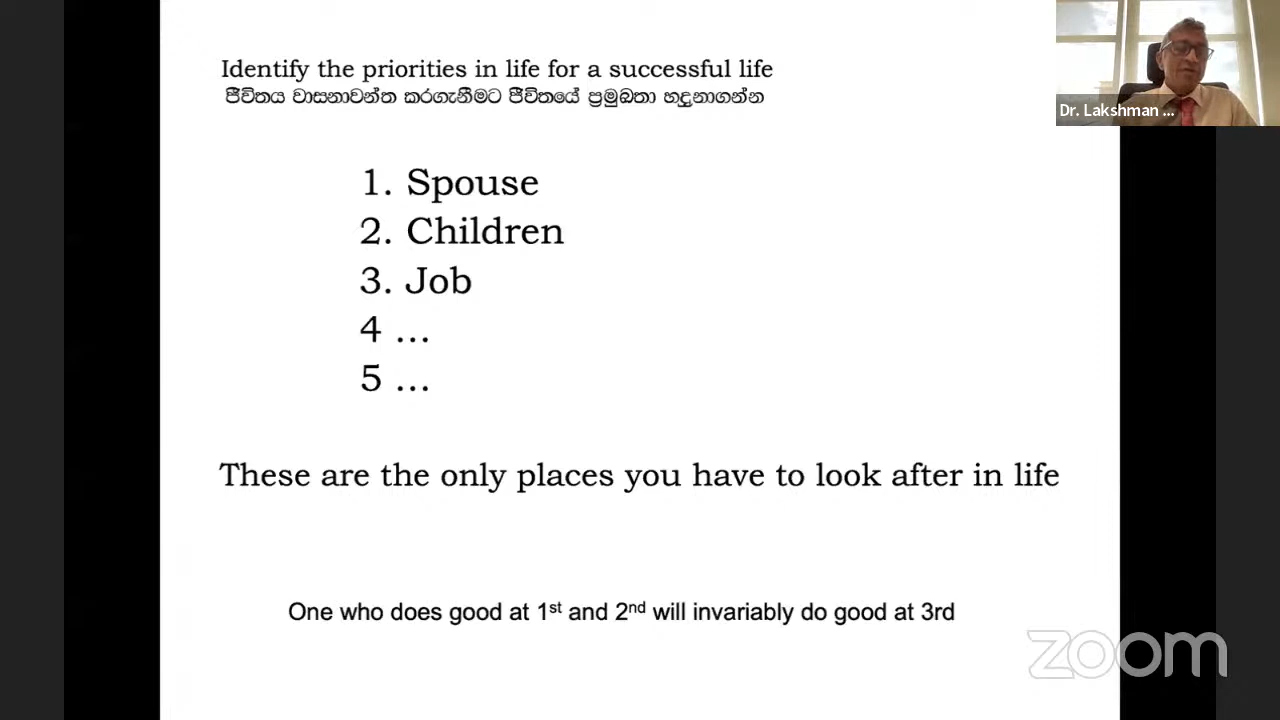 Identify the priorities in life for a successful life
ජීවිතය වාසනාවන්ත කරගැනීමට ජීවිතයේ ප්‍රමුඛතා හදුනාගන්න
Dr. Lakshman ...
1. Spouse
2. Children
3. Job
4 ...
5 ...
These are the only places you have to look after in life
One who does good at 1st and 2nd will invariably do good at 3rd
zoom